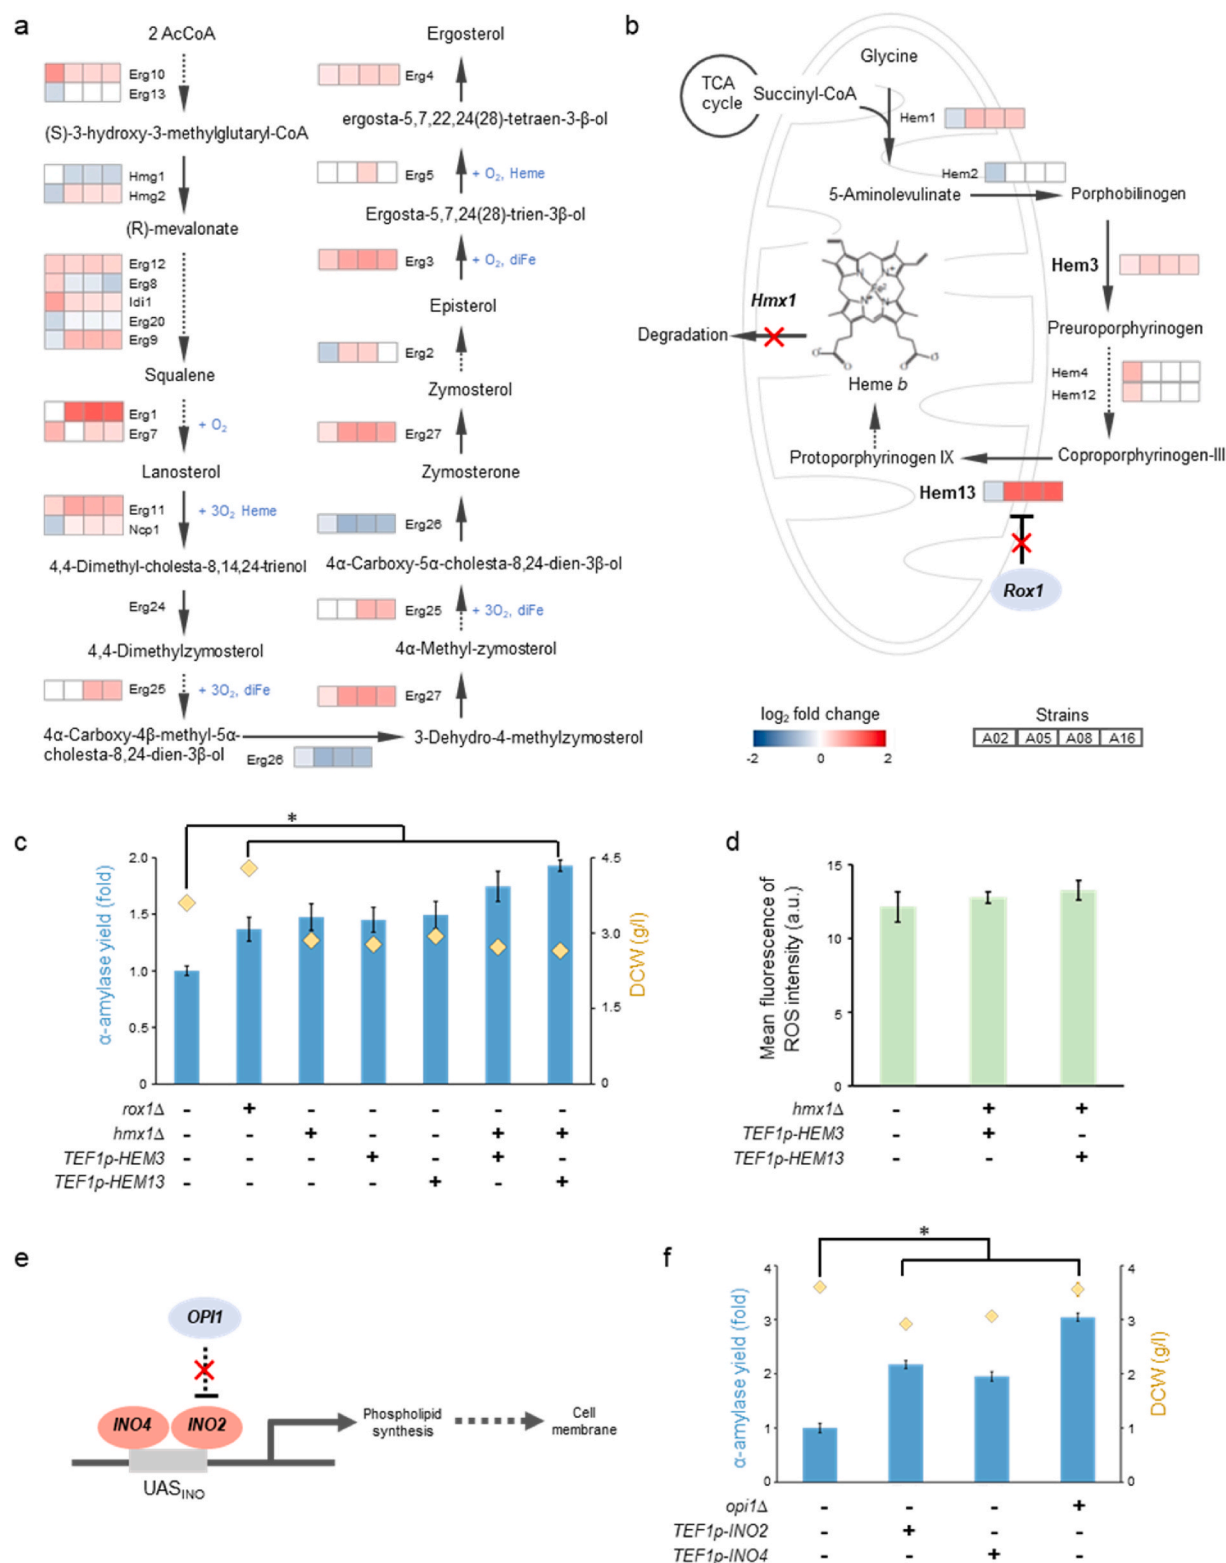 a
2 AcCoA
Erg10
Erg13
(S)-3-hydroxy-3-methylglutaryl-CoA
Hmg1
Hmg2
(R)-mevalonate
Erg12
Erg8
Idi1
Erg20
Erg9
Squalene
Erg1
Erg7
+ O₂
Lanosterol
Erg11
Ncp1
+ 3O₂ Heme
4,4-Dimethyl-cholesta-8,14,24-trienol
Erg24
4,4-Dimethylzymosterol
Erg25
+ 3O₂, diFe
4α-Carboxy-4β-methyl-5α-
cholesta-8,24-dien-3β-ol
Erg26
Ergosterol
Erg4
ergosta-5,7,22,24(28)-tetraen-3-β-ol
Erg5
+ O₂, Heme
Ergosta-5,7,24(28)-trien-3β-ol
Erg3
+ O₂, diFe
Episterol
Erg2
Zymosterol
Erg27
Zymosterone
Erg26
4α-Carboxy-5α-cholesta-8,24-dien-3β-ol
Erg25
+ 3O₂, diFe
4α-Methyl-zymosterol
Erg27
3-Dehydro-4-methylzymosterol
b
Glycine
TCA
cycle
Succinyl-CoA
Hem1
Hem2
5-Aminolevulinate
Porphobilinogen
Hem3
Hmx1
Degradation
Preuroporphyrinogen
Hem4
Hem12
Heme b
Protoporphyrinogen IX
Coproporphyrinogen-III
Hem13
Rox1
log₂ fold change
-2 0 2
Strains
A02 A05 A08 A16
c
*
α-amylase yield (fold)
2.0
1.5
1.0
0.5
0
4.5
3.0
1.5
0
DCW (g/l)
rox1Δ - + - - - - -
hmx1Δ - - + - - + +
TEF1p-HEM3 - - - + - + -
TEF1p-HEM13 - - - - + - +
d
Mean fluorescence of
ROS intensity (a.u.)
15
10
5
0
hmx1Δ - + +
TEF1p-HEM3 - + -
TEF1p-HEM13 - - +
e
OPI1
INO4 INO2
UAS_INO
Phospholipid
synthesis
Cell
membrane
f
*
α-amylase yield (fold)
4
3
2
1
0
4
3
2
1
0
DCW (g/l)
opi1Δ - - - +
TEF1p-INO2 - + - -
TEF1p-INO4 - - + -